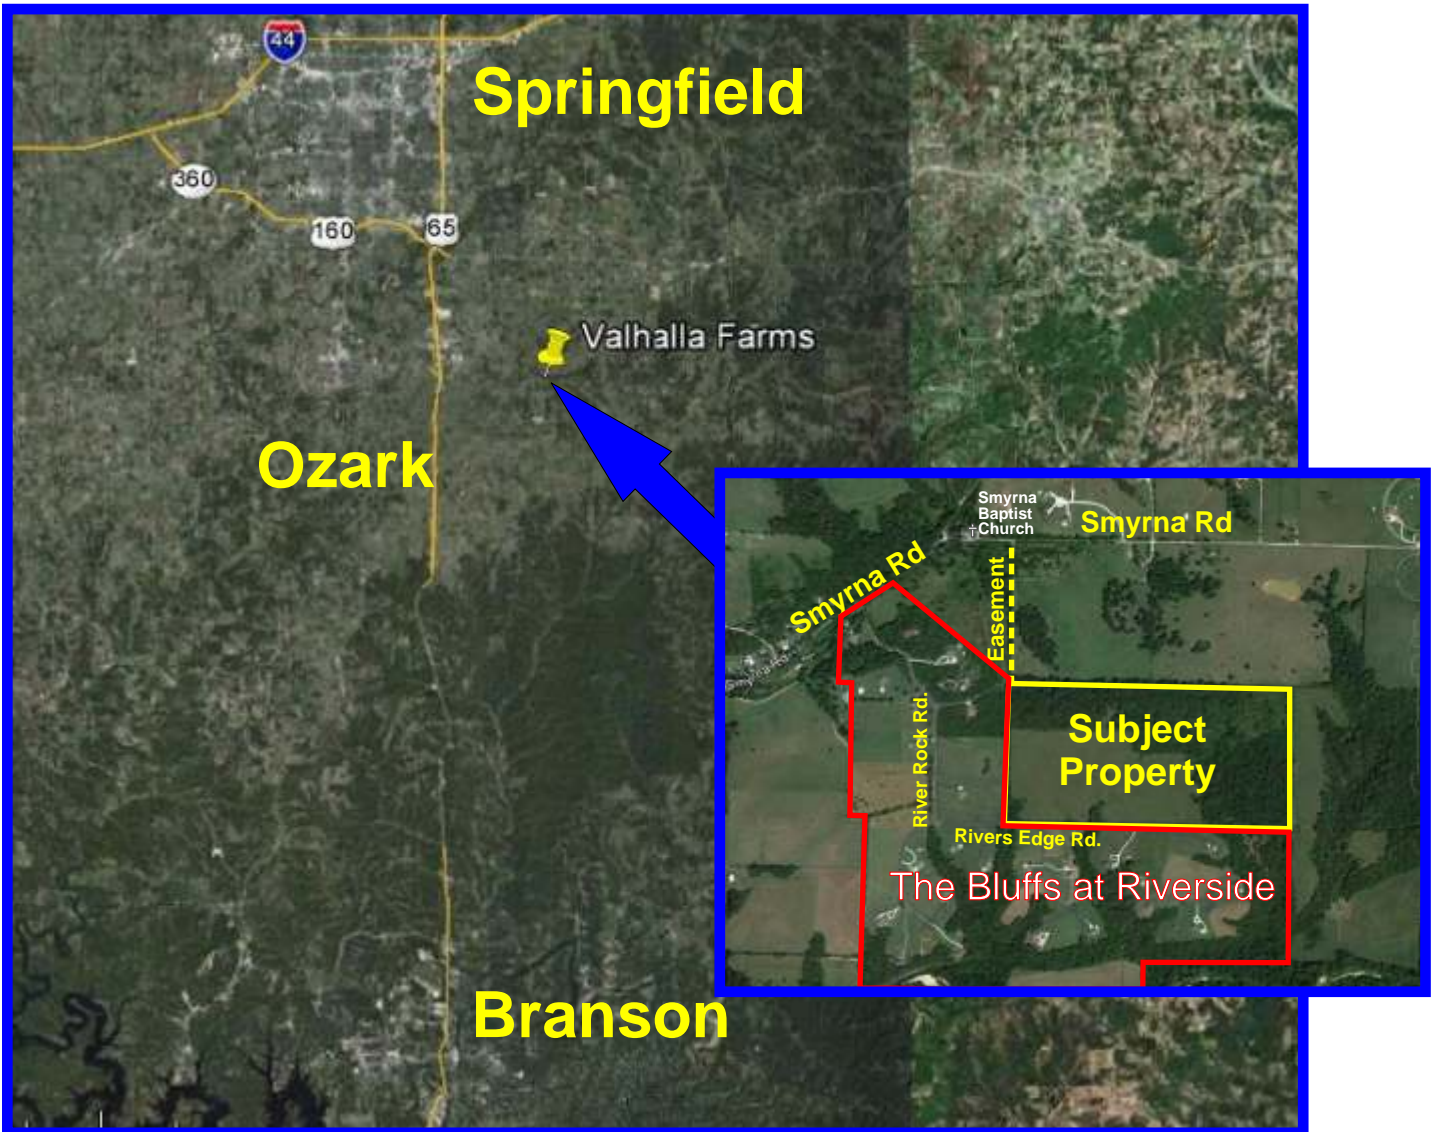 44
Springfield
360
160
65
Valhalla Farms
Ozark
Branson
Smyrna
Baptist
†Church
Smyrna Rd
Smyrna Rd
Easement
River Rock Rd.
Subject
Property
Rivers Edge Rd.
The Bluffs at Riverside